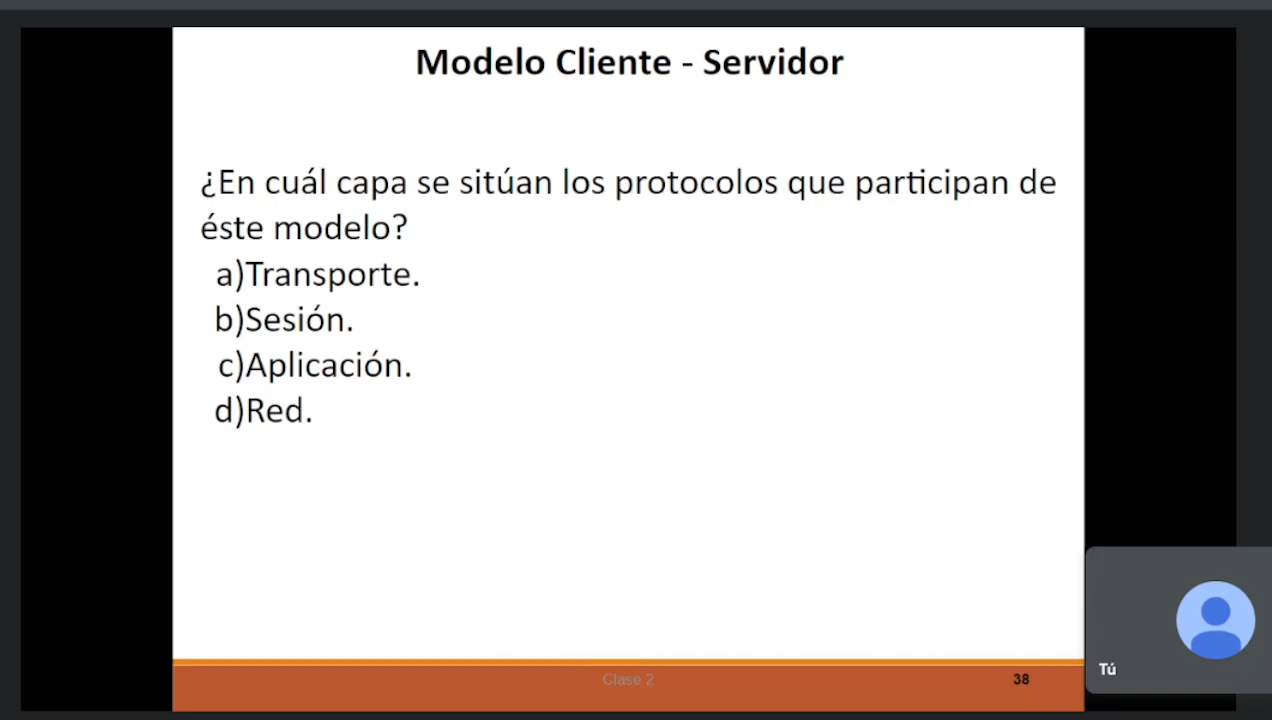 Modelo Cliente - Servidor
¿En cuál capa se sitúan los protocolos que participan de
éste modelo?
a)Transporte.
b)Sesión.
c)Aplicación.
d)Red.
Clase 2
38
Tú